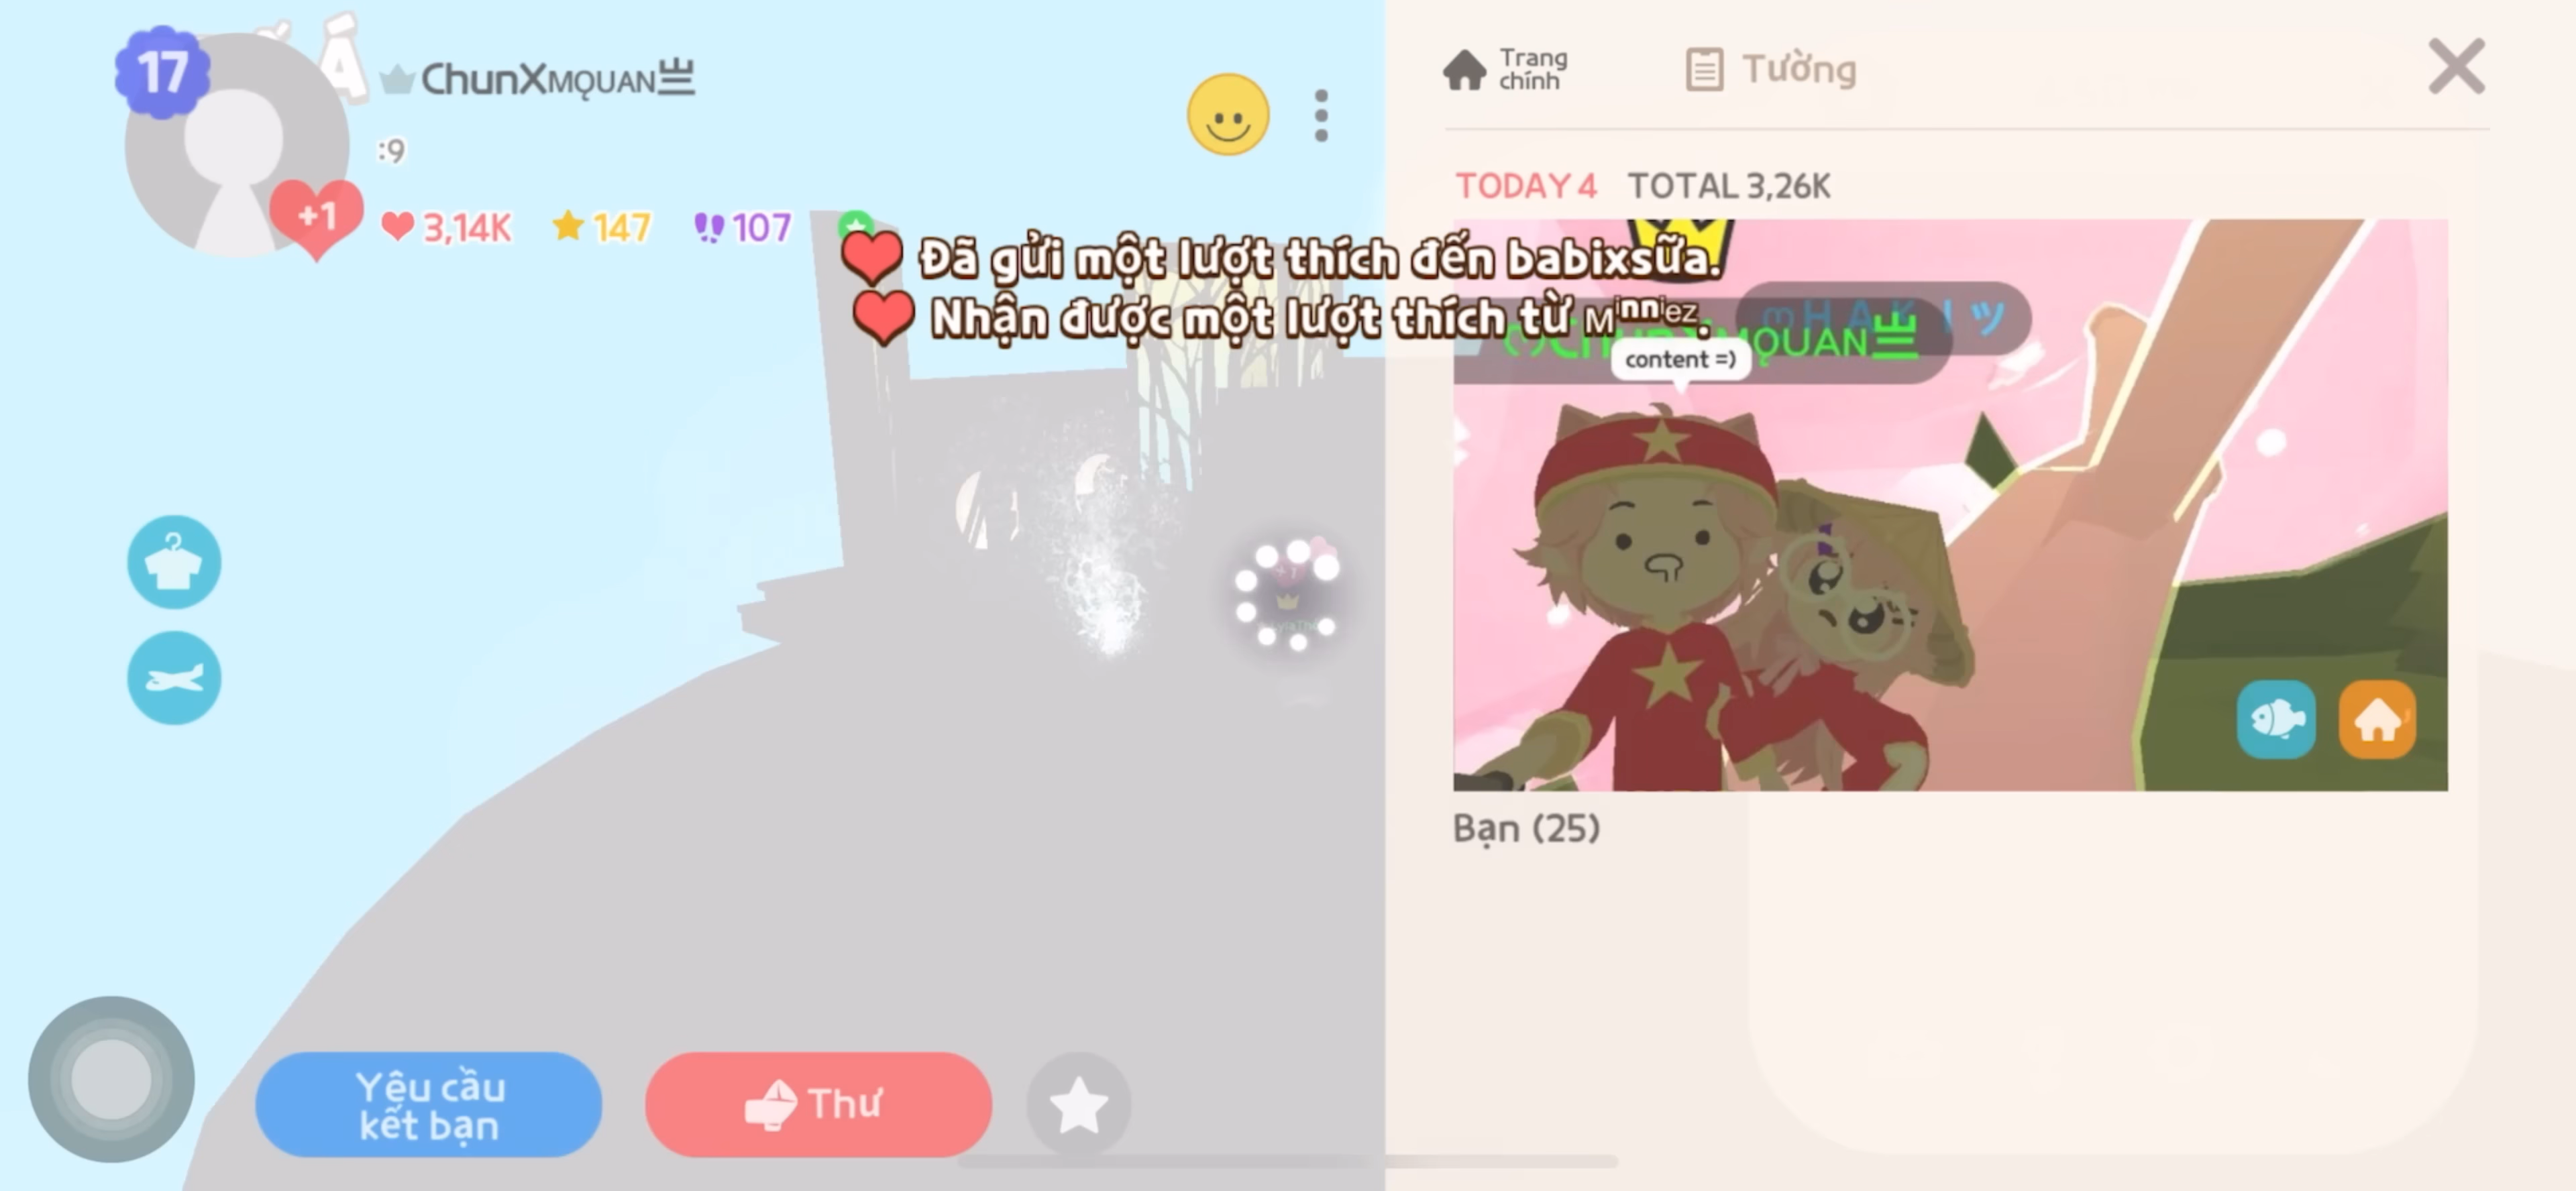 17
ChunXMQUAN쁘
:9
+1
3,14K
147
107
Trang
chính
Tường
TODAY 4 TOTAL 3,26K
Đã gửi một lượt thích đến babixsữa.
Nhận được một lượt thích từ Minniez.
MQUAN
content =)
Bạn (25)
Yêu cầu
kết bạn
Thư